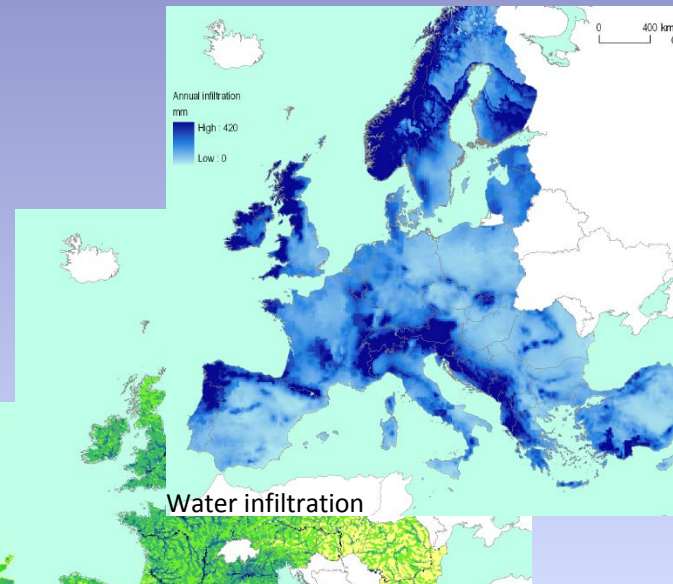 0 400 km
Annual infiltration
mm
High : 420
Low : 0
Water infiltration